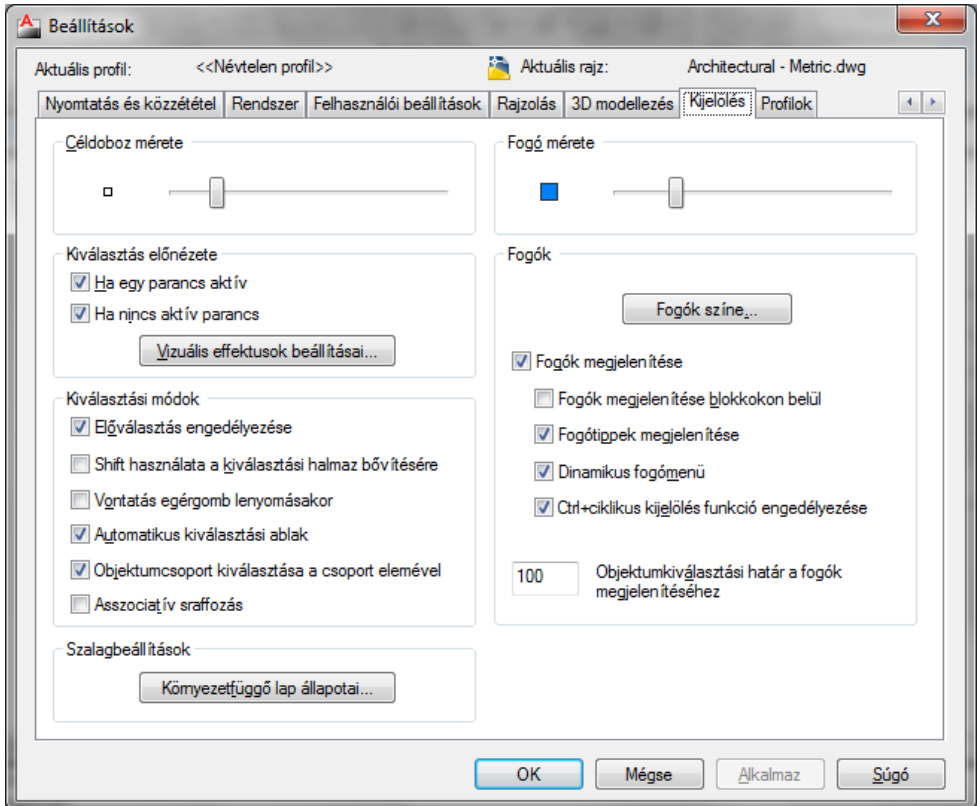 Beállítások
Aktuális profil: <<Névtelen profil>> Aktuális rajz: Architectural - Metric.dwg
Nyomtatás és közzététel Rendszer Felhasználói beállítások Rajzolás 3D modellezés Kijelölés Profilok
Céldoboz mérete
Kiválasztás előnézete
Ha egy parancs aktív
Ha nincs aktív parancs
Vizuális effektusok beállításai...
Kiválasztási módok
Előválasztás engedélyezése
Shift használata a kiválasztási halmaz bővítésére
Vontatás egérgomb lenyomásakor
Automatikus kiválasztási ablak
Objektumcsoport kiválasztása a csoport elemével
Asszociatív sraffozás
Szalagbeállítások
Környezetfüggő lap állapotai...
Fogó mérete
Fogók
Fogók színe...
Fogók megjelenítése
Fogók megjelenítése blokkokon belül
Fogótippek megjelenítése
Dinamikus fogómenü
Ctrl+ciklikus kijelölés funkció engedélyezése
100 Objektumkiválasztási határ a fogók
megjelenítéséhez
OK Mégse Alkalmaz Súgó